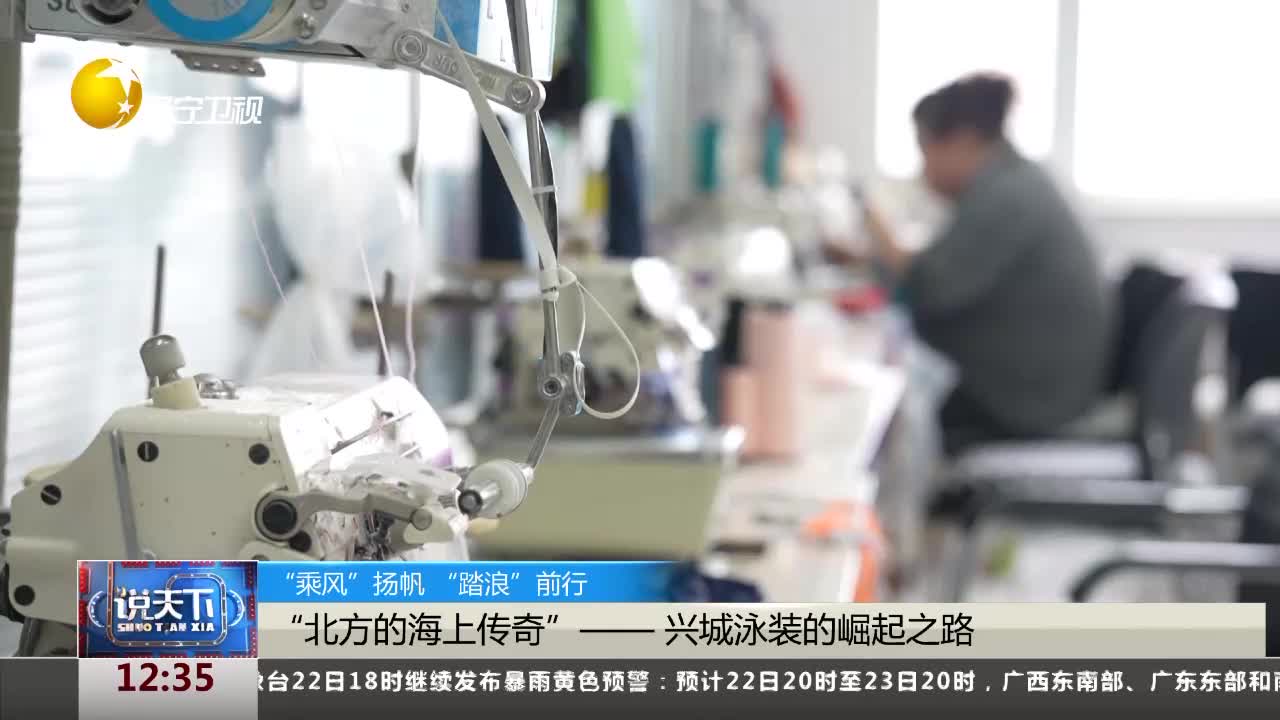 宁卫视
“乘风”扬帆 “踏浪”前行
“北方的海上传奇”—— 兴城泳装的崛起之路
说天下
SHUO TIAN XIA
12:35
台22日18时继续发布暴雨黄色预警：预计22日20时至23日20时，广西东南部、广东东部和